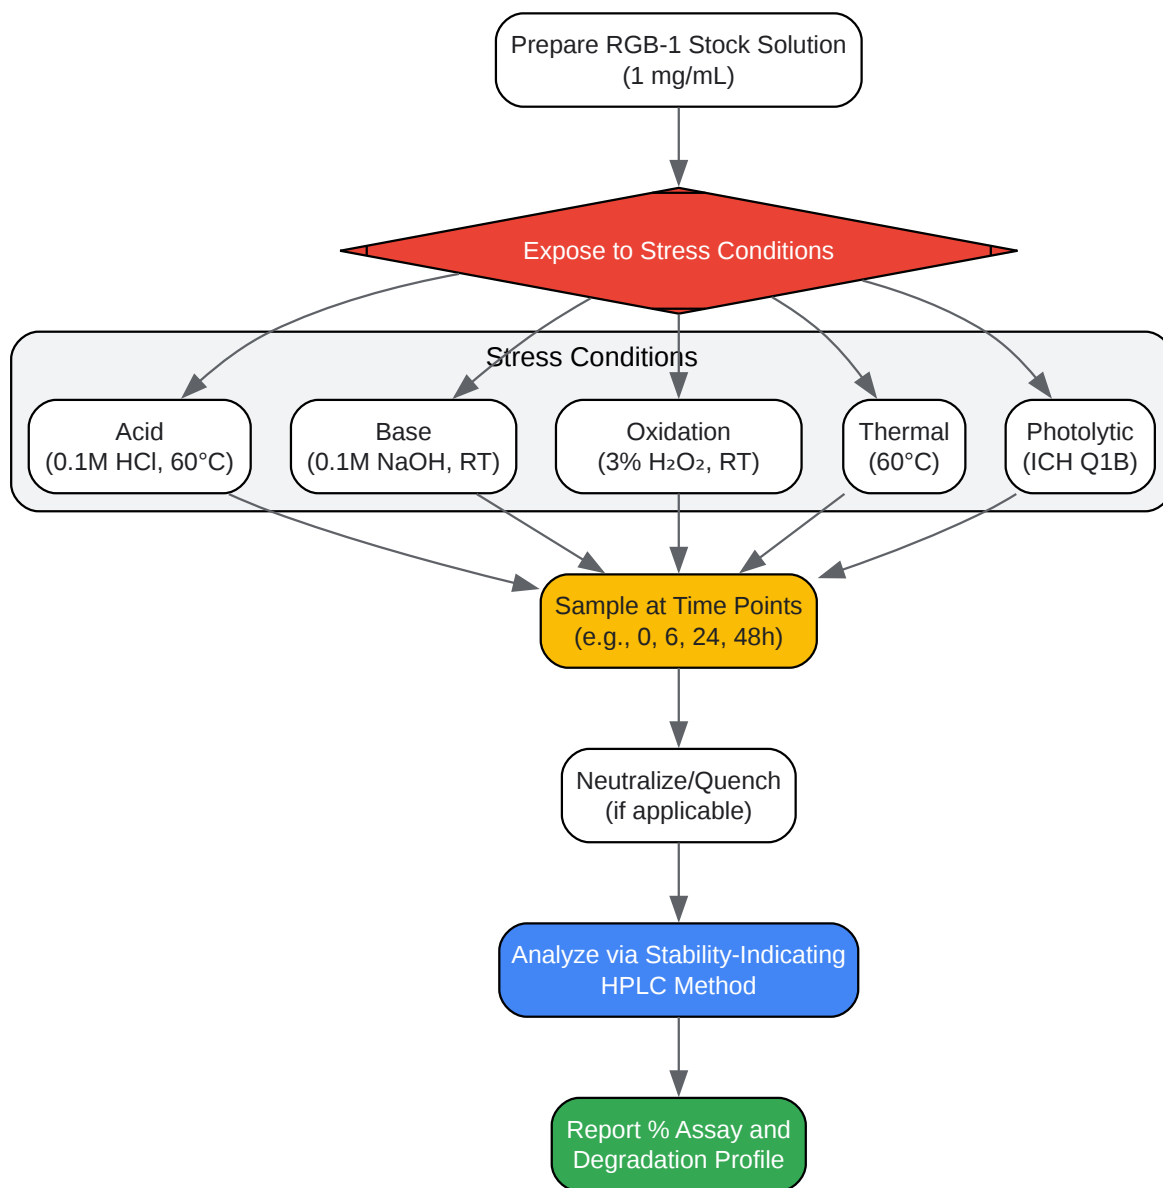 Prepare RGB-1 Stock Solution
(1 mg/mL)
Expose to Stress Conditions
Stress Conditions
Acid
(0.1M HCl, 60°C)
Base
(0.1M NaOH, RT)
Oxidation
(3% H₂O₂, RT)
Thermal
(60°C)
Photolytic
(ICH Q1B)
Sample at Time Points
(e.g., 0, 6, 24, 48h)
Neutralize/Quench
(if applicable)
Analyze via Stability-Indicating
HPLC Method
Report % Assay and
Degradation Profile